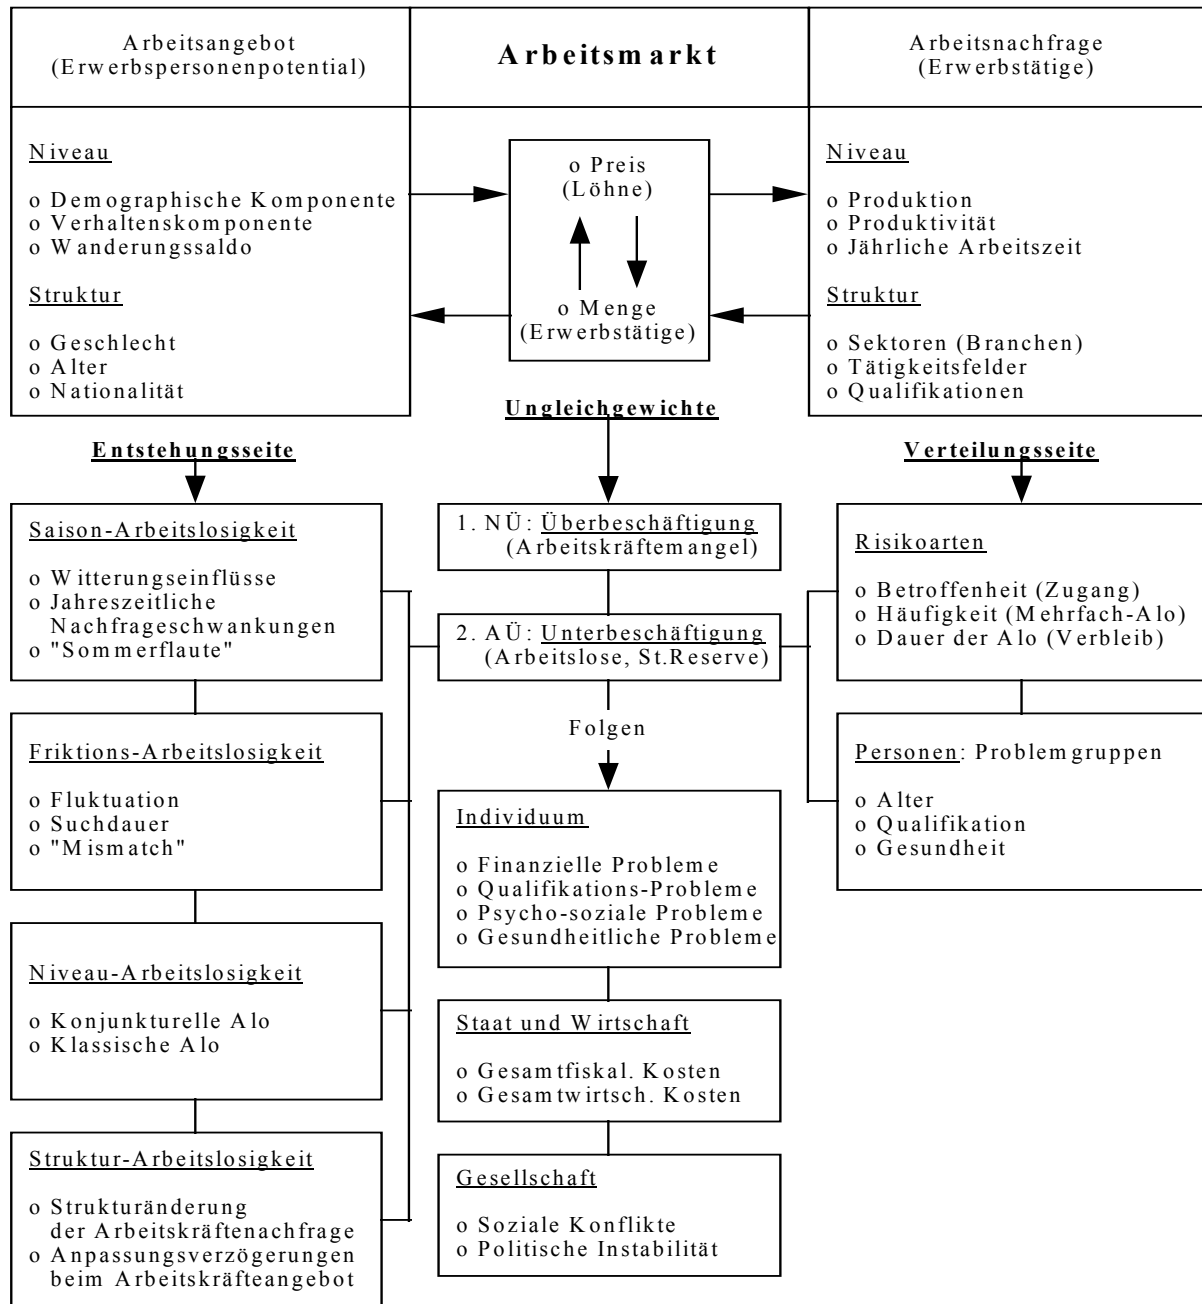 Arbeitsangebot
(Erwerbspersonenpotential)
Arbeitsmarkt
Arbeitsnachfrage
(Erwerbstätige)
Niveau
o Demographische Komponente
o Verhaltenskomponente
o Wanderungssaldo
Struktur
o Geschlecht
o Alter
o Nationalität
o Preis
(Löhne)
o Menge
(Erwerbstätige)
Niveau
o Produktion
o Produktivität
o Jährliche Arbeitszeit
Struktur
o Sektoren (Branchen)
o Tätigkeitsfelder
o Qualifikationen
Entstehungsseite
Ungleichgewichte
Verteilungsseite
Saison-Arbeitslosigkeit
o Witterungseinflüsse
o Jahreszeitliche
Nachfrageschwankungen
o "Sommerflaute"
Friktions-Arbeitslosigkeit
o Fluktuation
o Suchdauer
o "Mismatch"
Niveau-Arbeitslosigkeit
o Konjunkturelle Alo
o Klassische Alo
Struktur-Arbeitslosigkeit
o Strukturänderung
der Arbeitskräftenachfrage
o Anpassungsverzögerungen
beim Arbeitskräfteangebot
1. NÜ: Überbeschäftigung
(Arbeitskräftemangel)
2. AÜ: Unterbeschäftigung
(Arbeitslose, St.Reserve)
Folgen
Individuum
o Finanzielle Probleme
o Qualifikations-Probleme
o Psycho-soziale Probleme
o Gesundheitliche Probleme
Staat und Wirtschaft
o Gesamtfiskal. Kosten
o Gesamtwirtsch. Kosten
Gesellschaft
o Soziale Konflikte
o Politische Instabilität
Risikoarten
o Betroffenheit (Zugang)
o Häufigkeit (Mehrfach-Alo)
o Dauer der Alo (Verbleib)
Personen: Problemgruppen
o Alter
o Qualifikation
o Gesundheit